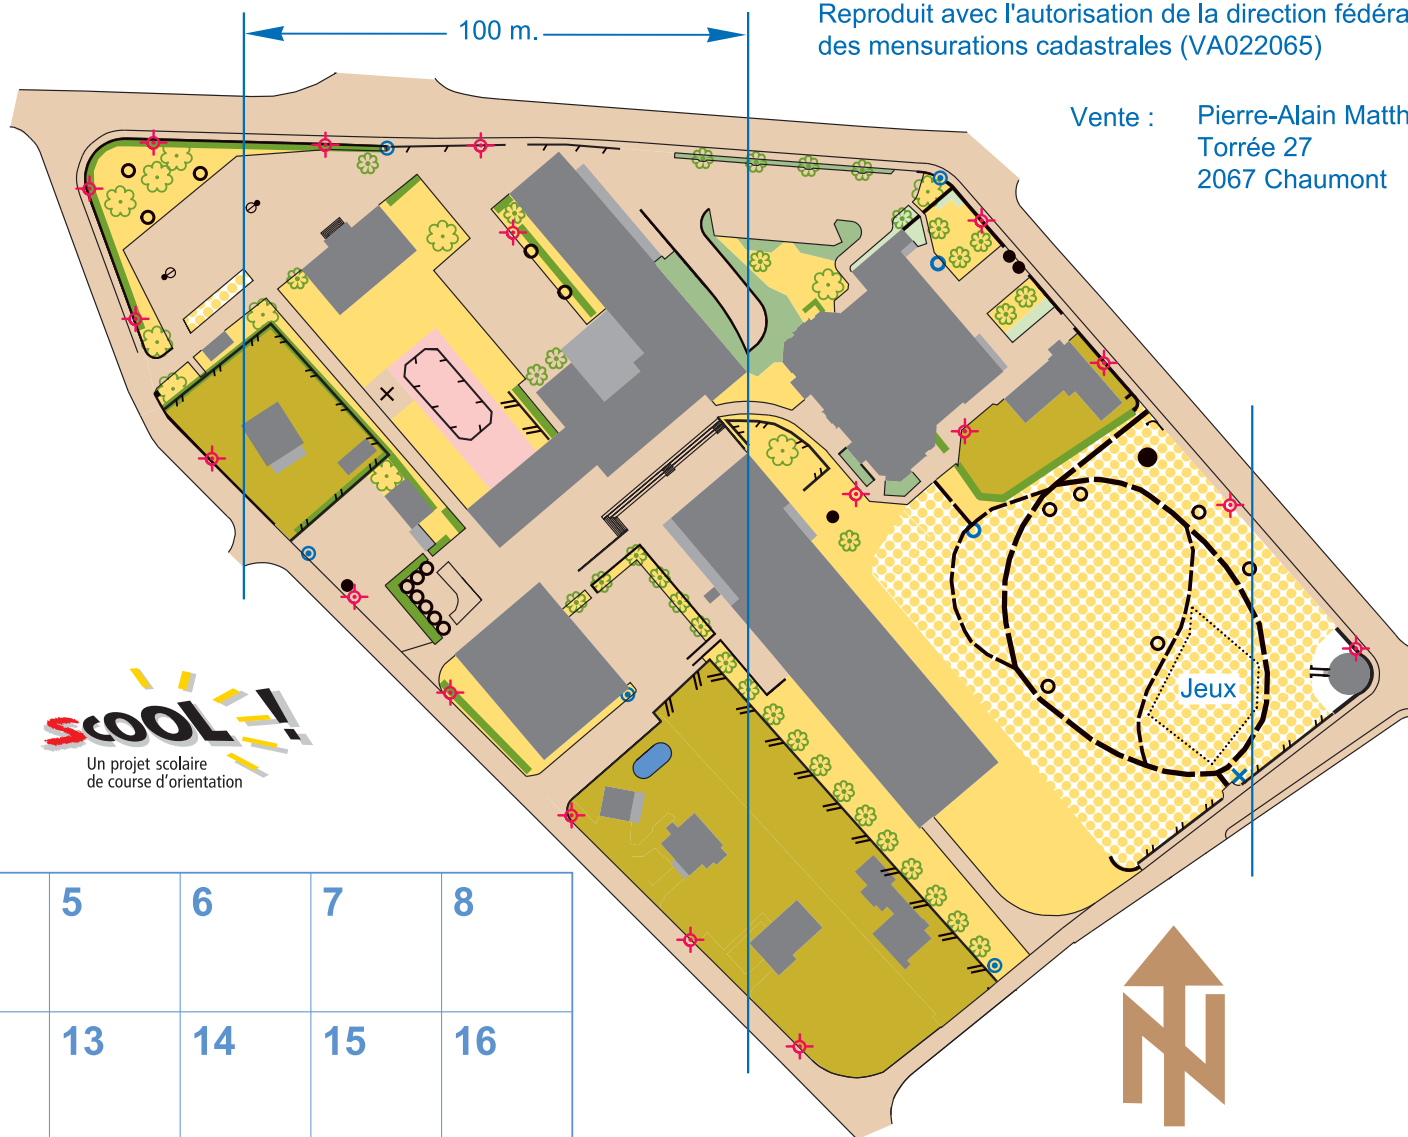 100 m.
Reproduit avec l'autorisation de la direction fédéra
des mensurations cadastrales (VA022065)
Vente : Pierre-Alain Matth
Torrée 27
2067 Chaumont
Jeux
sCOOL !
Un projet scolaire
de course d'orientation
5 6 7 8
13 14 15 16
N